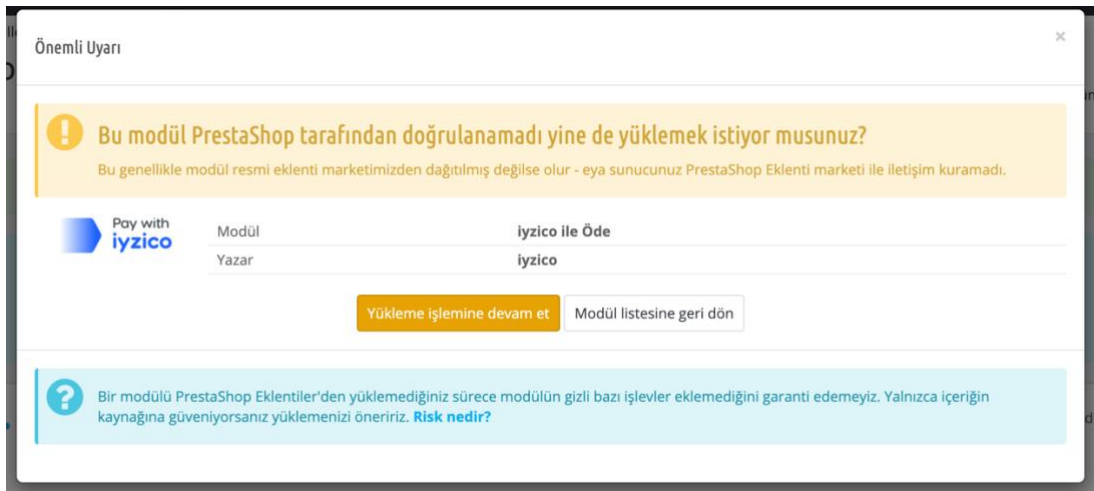 Önemli Uyarı
×
Bu modül PrestaShop tarafından doğrulanamadı yine de yüklemek istiyor musunuz?
Bu genellikle modül resmi eklenti marketimizden dağıtılmış değilse olur - eya sunucunuz PrestaShop Eklenti marketi ile iletişim kuramadı.
Pay with
iyzico
Modül iyzico ile Öde
Yazar iyzico
Yükleme işlemine devam et Modül listesine geri dön
Bir modülü PrestaShop Eklentiler'den yüklemediğiniz sürece modülün gizli bazı işlevler eklemediğini garanti edemeyiz. Yalnızca içeriğin
kaynağına güveniyorsanız yüklemenizi öneririz. Risk nedir?